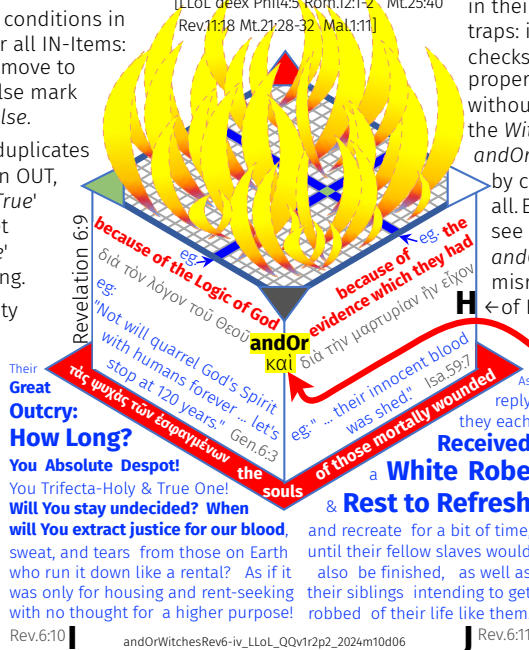 conditions in
r all IN-Items:
move to
lse mark
lse.
duplicates
n OUT,
True'
t
e'
ng.
ty
[LLoL deex Phil4:5 Rom.12:1-2 Mt.25:40
Rev.11:18 Mt.21:28-32 Mal.1:11]
in thei
traps: i
checks
proper
withou
the Wit
andOr
by c
all. E
see
and
misr
H ←of
Revelation 6:9
eg.
because of the Logic of God
διὰ τὸν λόγον τοῦ Θεοῦ
eg:
"Not will quarrel God's Spirit
with humans forever ... let's
stop at 120 years." Gen.6:3
andOr
καὶ
eg. the
because of
evidence which they had
διὰ τὴν μαρτυρίαν ἣν εἶχον
eg:" ... their innocent blood
was shed." Isa.59:7
τὰς ψυχὰς τῶν ἐσφαγμένων
the
souls
of those mortally wounded
Their
Great
Outcry:
How Long?
You Absolute Despot!
You Trifecta-Holy & True One!
Will You stay undecided? When
will You extract justice for our blood,
sweat, and tears from those on Earth
who run it down like a rental? As if it
was only for housing and rent-seeking
with no thought for a higher purpose!
Rev.6:10
As
reply
they each
Received
a White Robe
& Rest to Refresh
and recreate for a bit of time,
until their fellow slaves would
also be finished, as well as
their siblings intending to get
robbed of their life like them.
Rev.6:11
andOrWitchesRev6-iv_LLoL_QQv1r2p2_2024m10d06